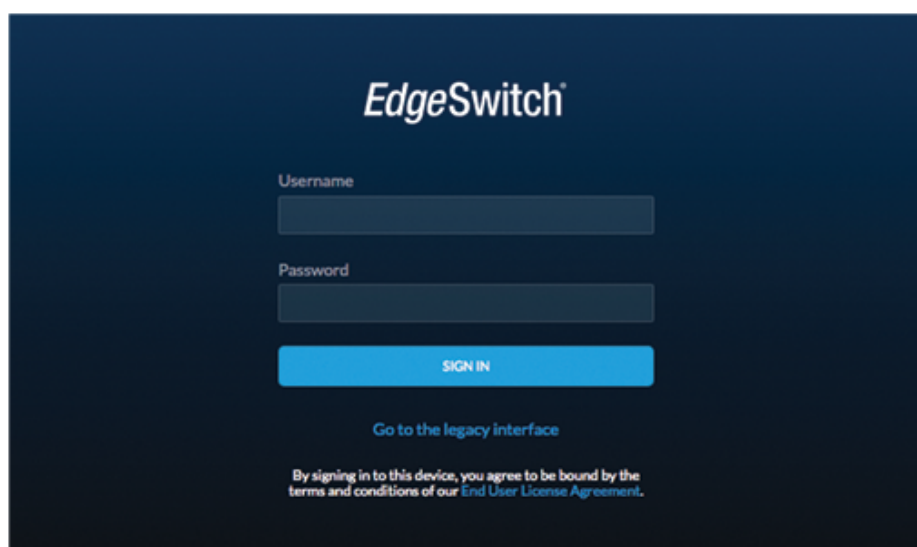 EdgeSwitch®
Username
Password
SIGN IN
Go to the legacy interface
By signing in to this device, you agree to be bound by the
terms and conditions of our End User License Agreement.